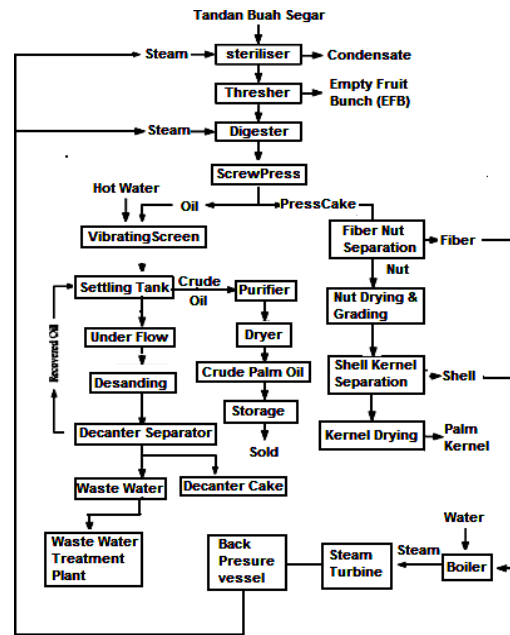 Tandan Buah Segar
Steam
steriliser
Condensate
Thresher
Empty Fruit
Bunch (EFB)
Steam
Digester
ScrewPress
Hot Water
Oil
PressCake
VibratingScreen
Fiber Nut
Separation
Fiber
Nut
Settling Tank
Crude
Oil
Purifier
Nut Drying &
Grading
Recovered Oil
Under Flow
Dryer
Desanding
Crude Palm Oil
Shell Kernel
Separation
Shell
Storage
Decanter Separator
Kernel Drying
Palm
Kernel
Sold
Waste Water
Decanter Cake
Waste Water
Treatment
Plant
Back
Presure
vessel
Steam
Turbine
Steam
Water
Boiler